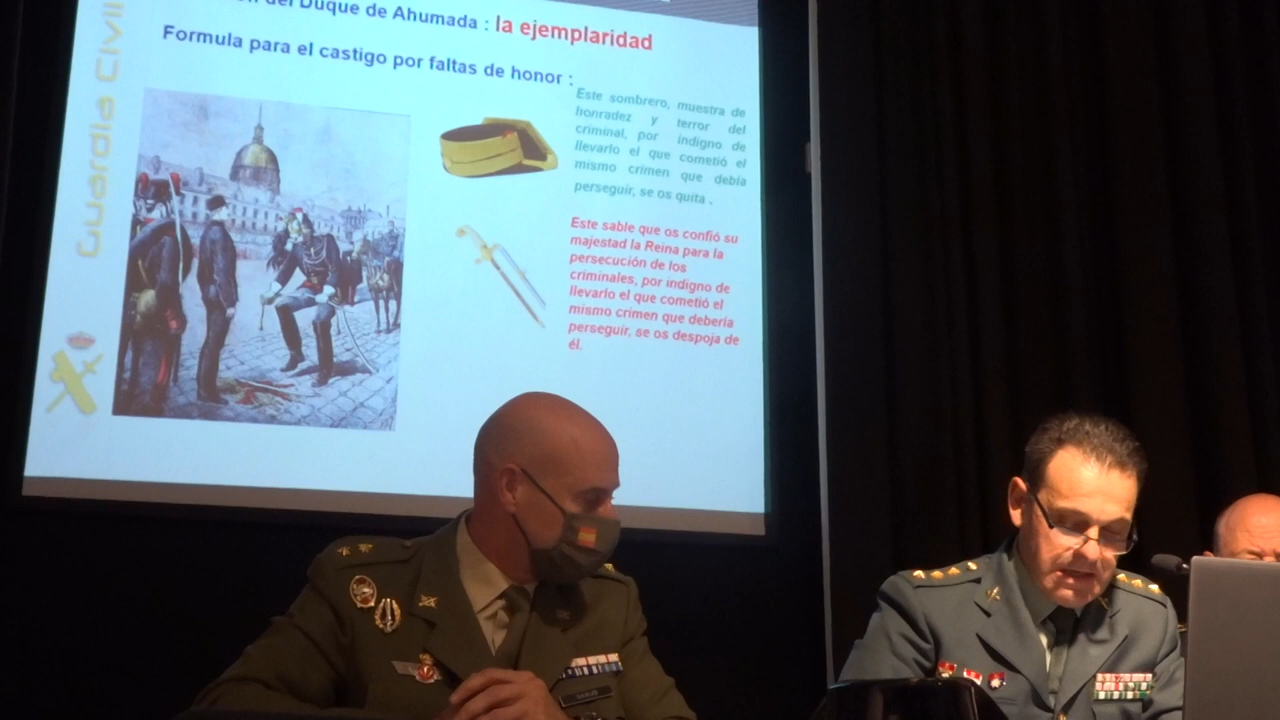 del Duque de Ahumada : la ejemplaridad
Formula para el castigo por faltas de honor :
Guardia Civil
Este sombrero, muestra de
honradez y terror del
criminal, por indigno de
llevarlo el que cometió el
mismo crimen que debía
perseguir, se os quita .
Este sable que os confió su
majestad la Reina para la
persecución de los
criminales, por indigno de
llevarlo el que cometió el
mismo crimen que debería
perseguir, se os despoja de
él.